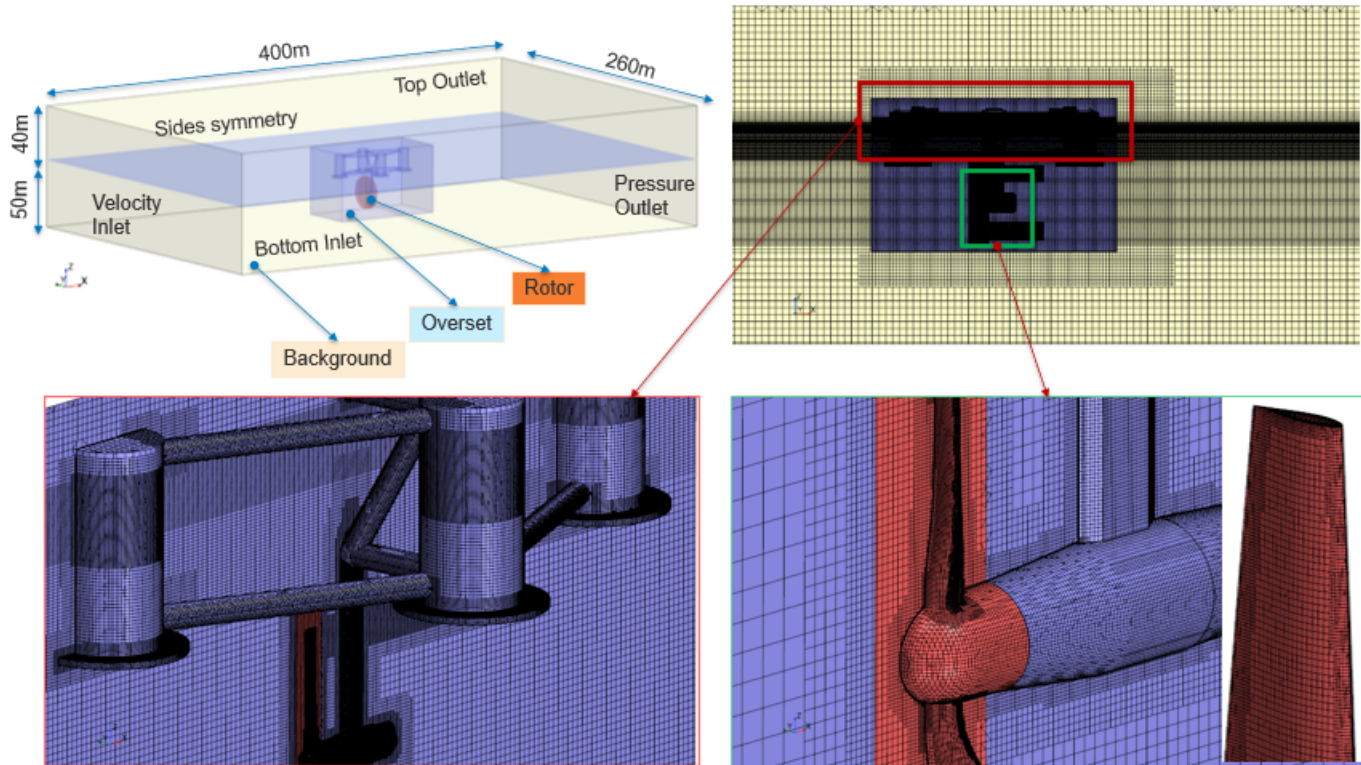 400m
260m
Top Outlet
40m
Sides symmetry
50m
Velocity
Inlet
Pressure
Outlet
Bottom Inlet
Rotor
Overset
Background